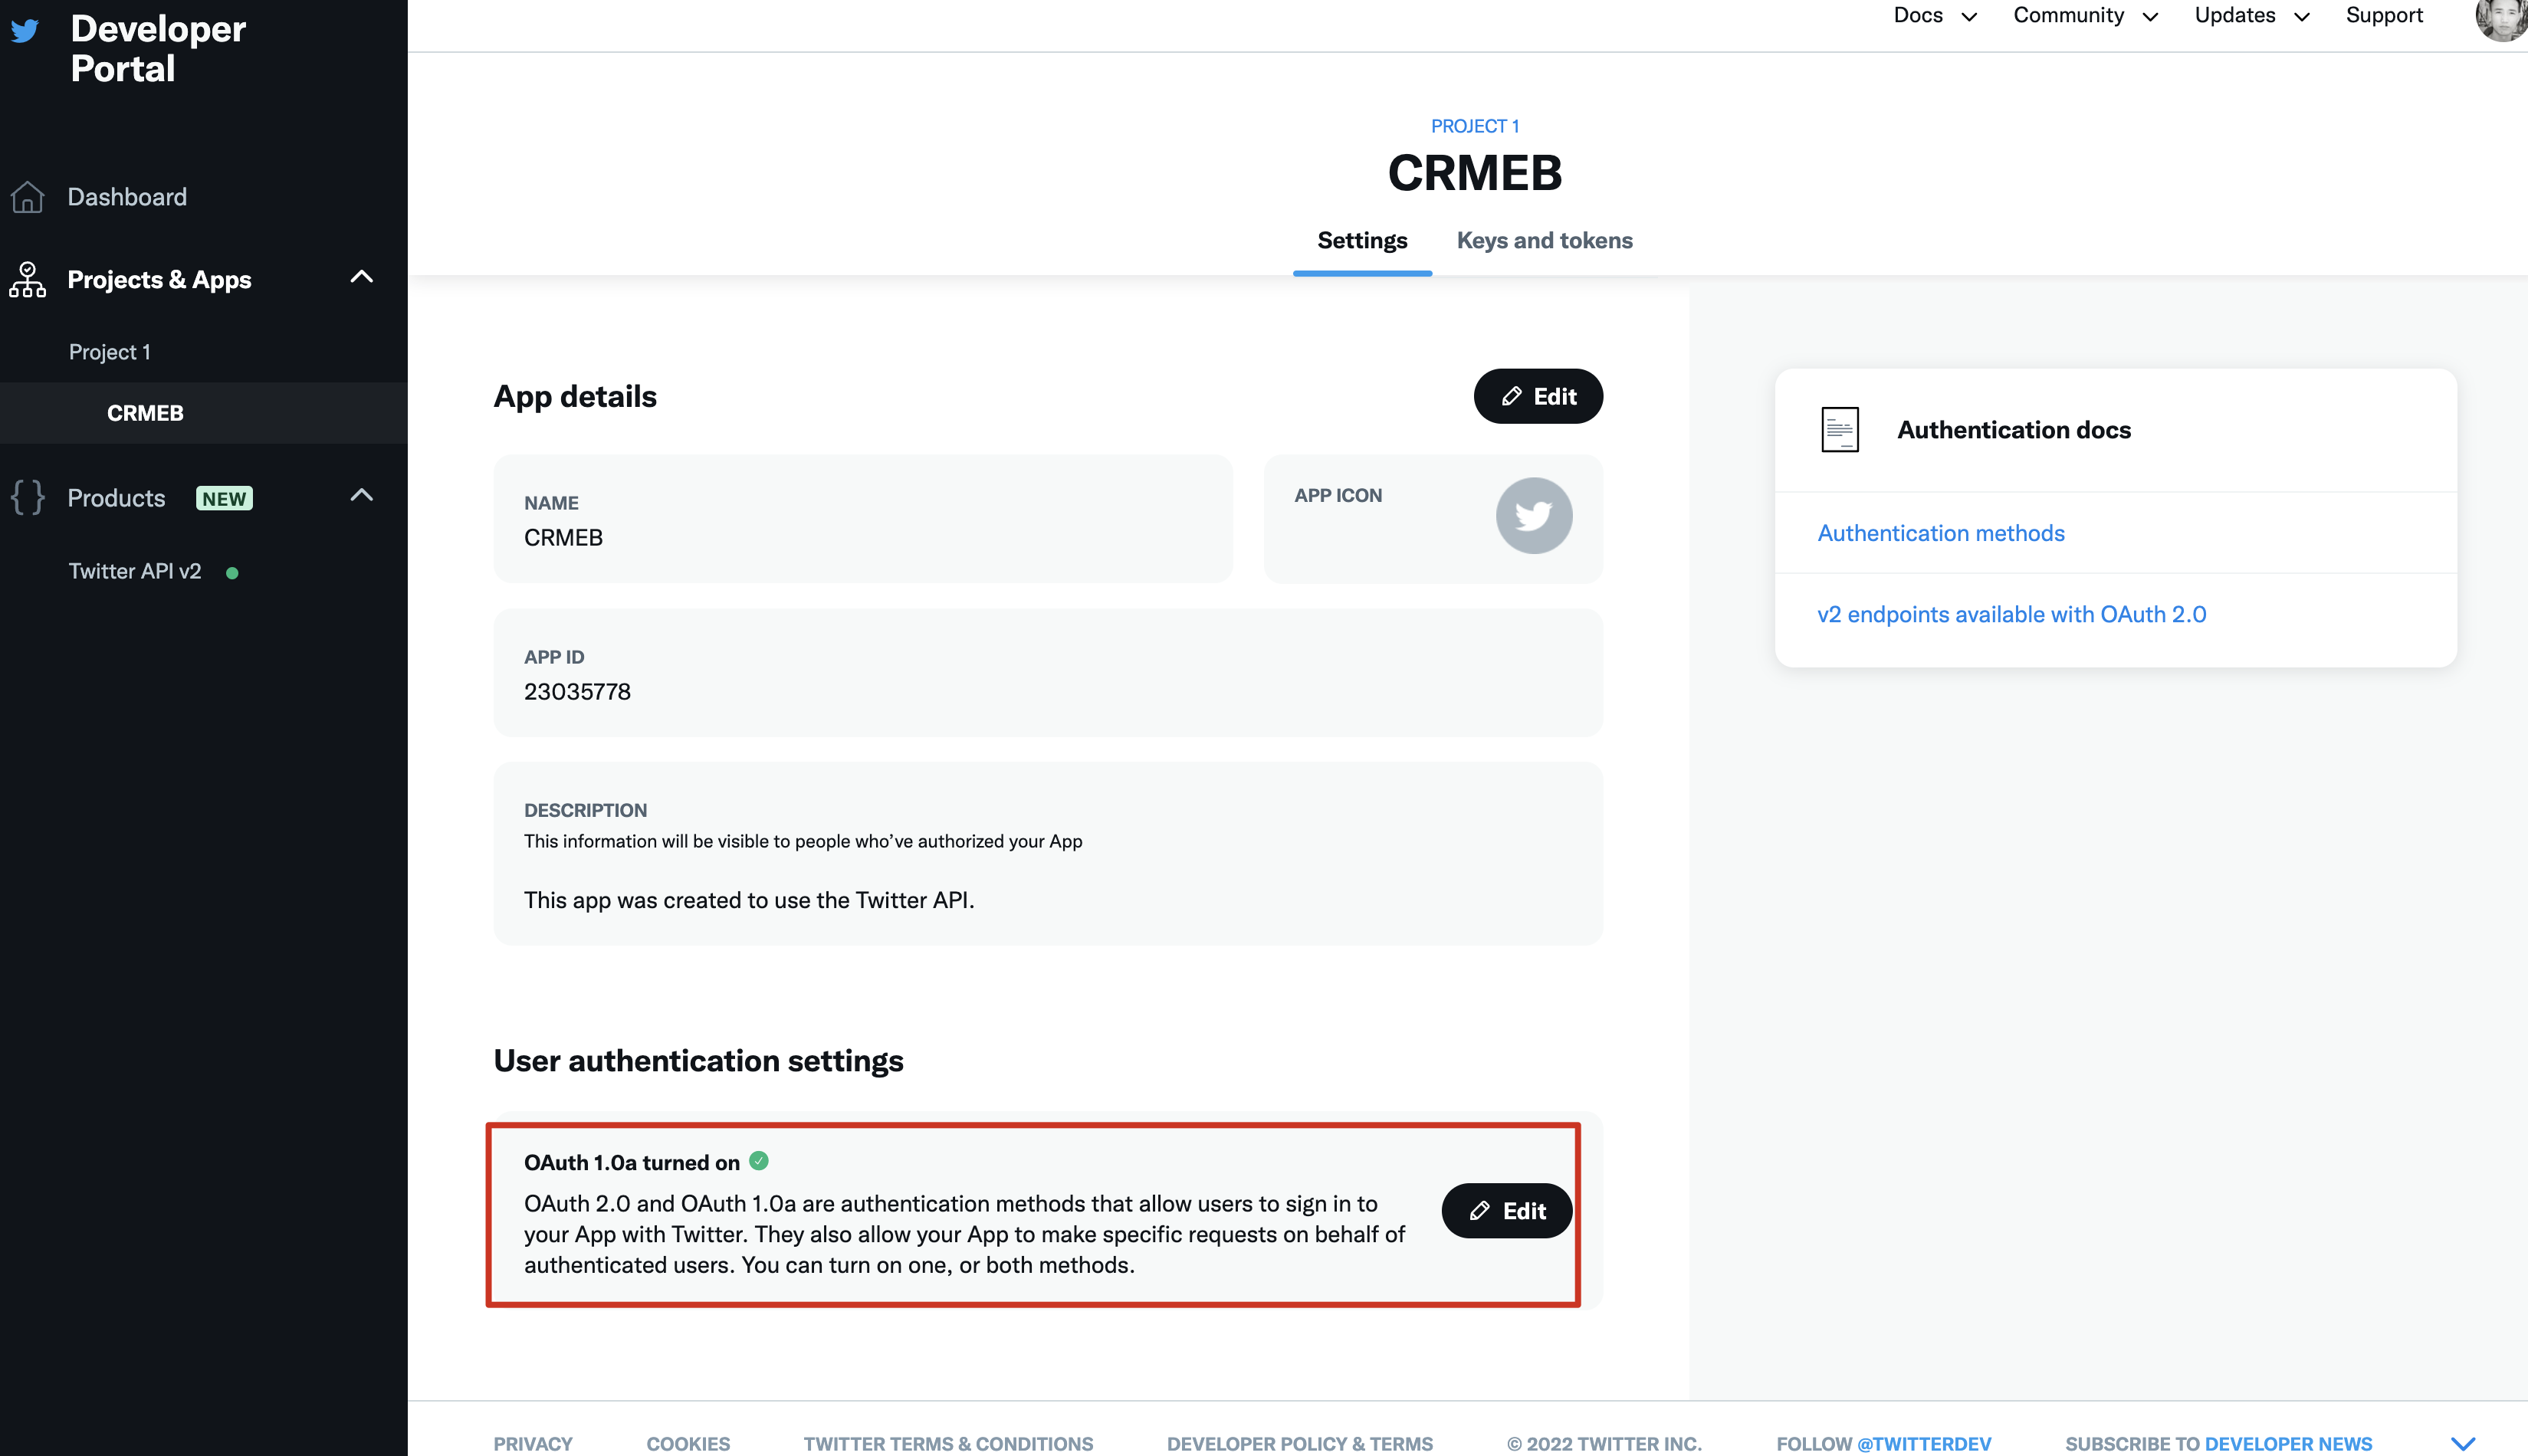 Developer
Portal
Docs
Community
Updates
Support
Dashboard
Projects & Apps
Project 1
CRMEB
Products
NEW
Twitter API v2
PROJECT 1
CRMEB
Settings
Keys and tokens
App details
Edit
NAME
CRMEB
APP ICON
APP ID
23035778
DESCRIPTION
This information will be visible to people who’ve authorized your App
This app was created to use the Twitter API.
Authentication docs
Authentication methods
v2 endpoints available with OAuth 2.0
User authentication settings
OAuth 1.0a turned on
OAuth 2.0 and OAuth 1.0a are authentication methods that allow users to sign in to
your App with Twitter. They also allow your App to make specific requests on behalf of
authenticated users. You can turn on one, or both methods.
Edit
PRIVACY
COOKIES
TWITTER TERMS & CONDITIONS
DEVELOPER POLICY & TERMS
© 2022 TWITTER INC.
FOLLOW @TWITTERDEV
SUBSCRIBE TO DEVELOPER NEWS